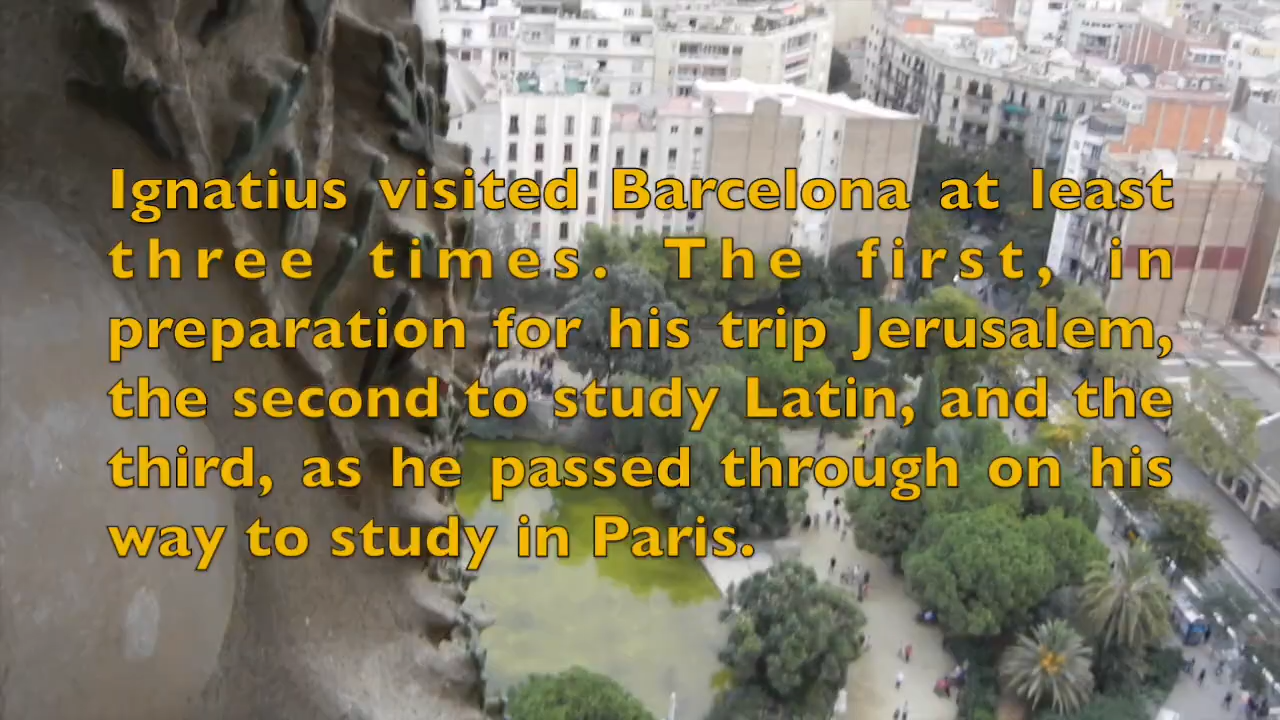 Ignatius visited Barcelona at least
three times. The first, in
preparation for his trip Jerusalem,
the second to study Latin, and the
third, as he passed through on his
way to study in Paris.